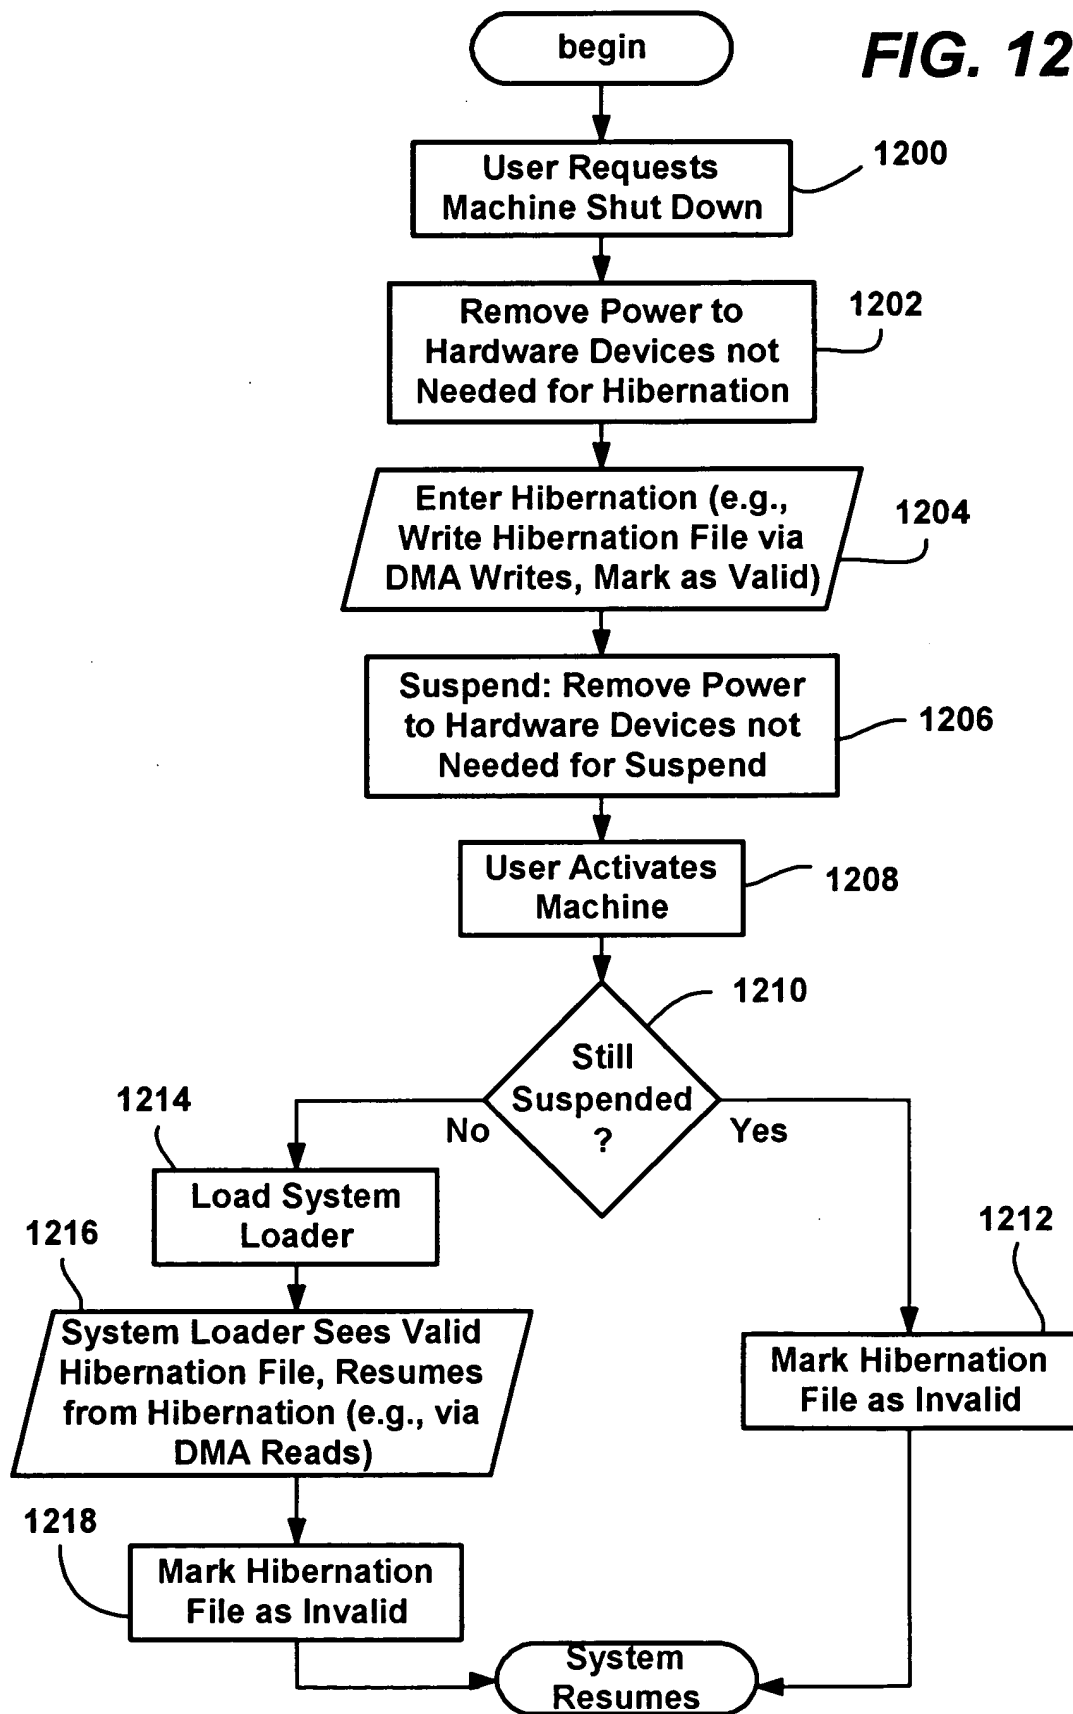 begin
FIG. 12
User Requests
Machine Shut Down
1200
Remove Power to
Hardware Devices not
Needed for Hibernation
1202
Enter Hibernation (e.g.,
Write Hibernation File via
DMA Writes, Mark as Valid)
1204
Suspend: Remove Power
to Hardware Devices not
Needed for Suspend
1206
User Activates
Machine
1208
1210
Still
Suspended
?
No
Yes
1214
Load System
Loader
1216
System Loader Sees Valid
Hibernation File, Resumes
from Hibernation (e.g., via
DMA Reads)
1212
Mark Hibernation
File as Invalid
1218
Mark Hibernation
File as Invalid
System
Resumes